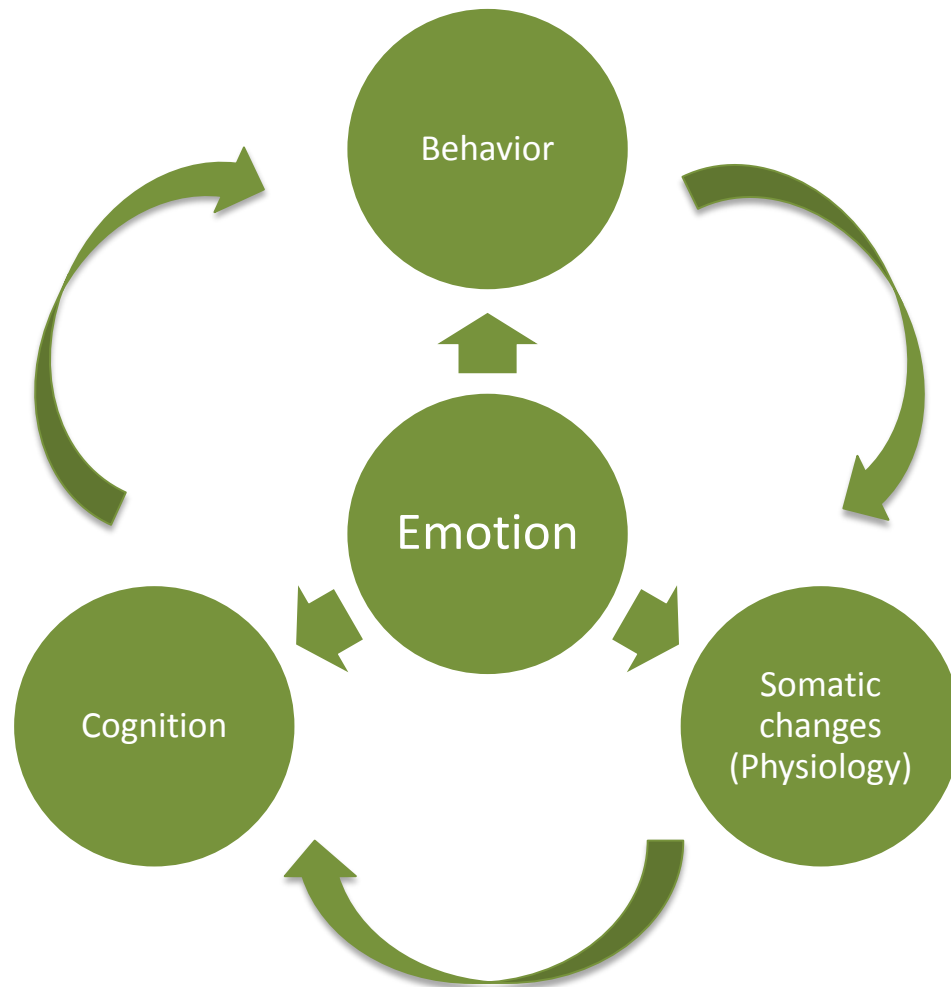 Behavior
Emotion
Cognition
Somatic
changes
(Physiology)